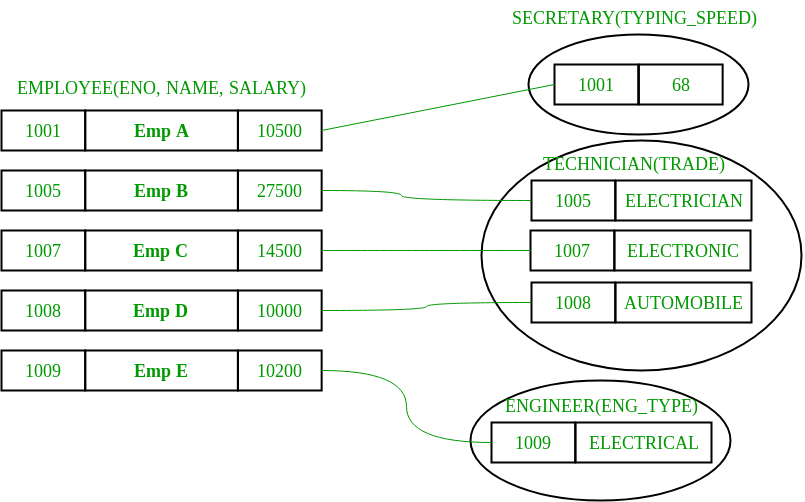 SECRETARY(TYPING_SPEED)
1001 68
EMPLOYEE(ENO, NAME, SALARY)
1001 Emp A 10500
1005 Emp B 27500
1007 Emp C 14500
1008 Emp D 10000
1009 Emp E 10200
TECHNICIAN(TRADE)
1005 ELECTRICIAN
1007 ELECTRONIC
1008 AUTOMOBILE
ENGINEER(ENG_TYPE)
1009 ELECTRICAL